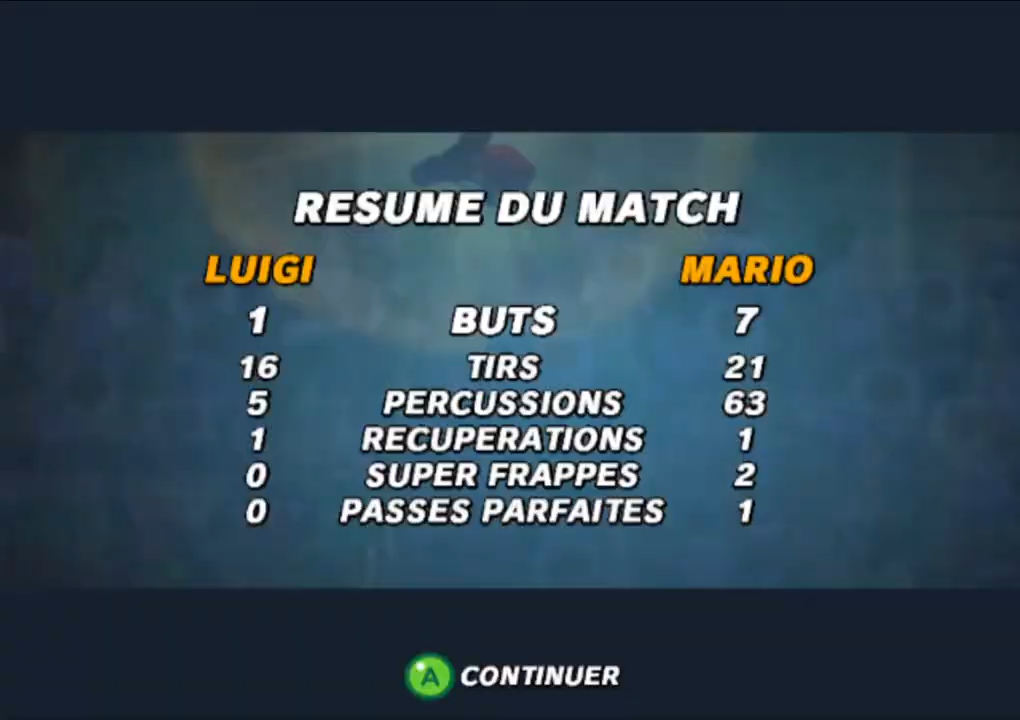 RESUME DU MATCH
LUIGI MARIO
1 BUTS 7
16 TIRS 21
5 PERCUSSIONS 63
1 RECUPERATIONS 1
0 SUPER FRAPPES 2
0 PASSES PARFAITES 1
A CONTINUER